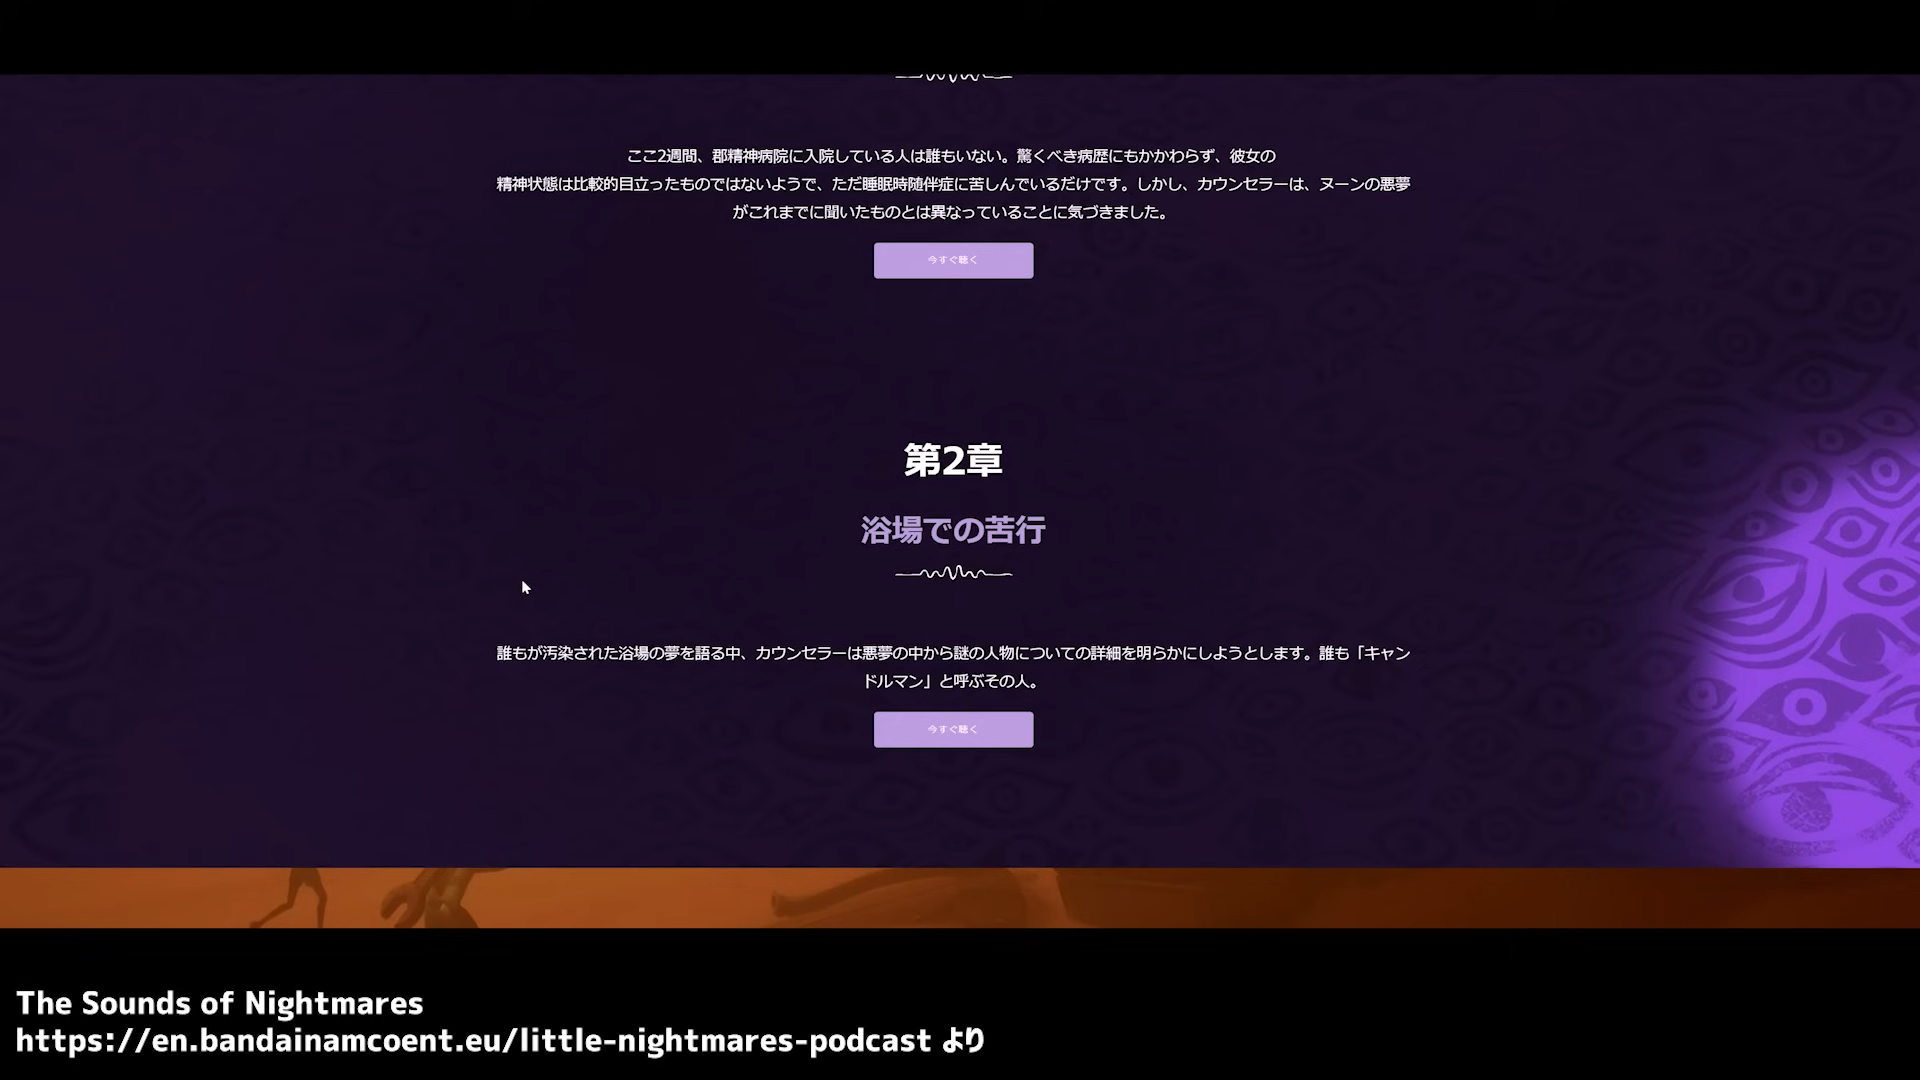 ここ2週間、郡精神病院に入院している人は誰もいない。驚くべき病歴にもかかわらず、彼女の
精神状態は比較的目立ったものではないようで、ただ睡眠時随伴症に苦しんでいるだけです。しかし、カウンセラーは、ヌーンの悪夢
がこれまでに聞いたものとは異なっていることに気づきました。
今すぐ聴く
第2章
浴場での苦行
誰もが汚染された浴場の夢を語る中、カウンセラーは悪夢の中から謎の人物についての詳細を明らかにしようとします。誰も「キャン
ドルマン」と呼ぶその人。
今すぐ聴く
The Sounds of Nightmares
https://en.bandainamcoent.eu/little-nightmares-podcast より